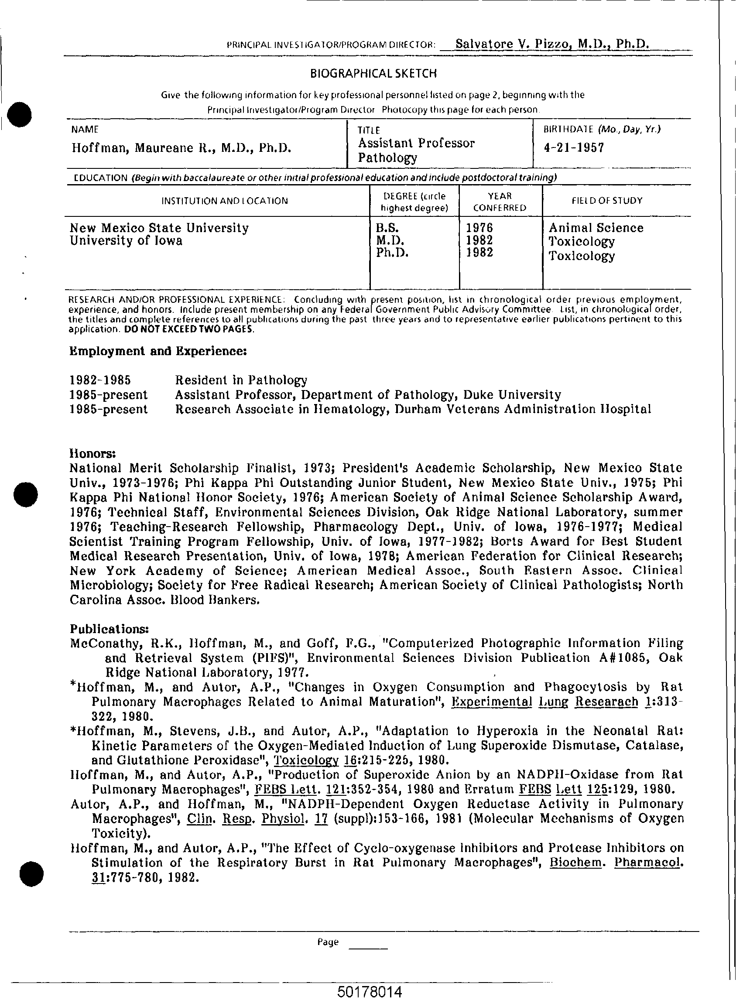 PRINCIPAL INVESTIGATOR/PROGRAM DIRECTOR: Salvatore V. Pizzo, M.D., Ph.D.
BIOGRAPHICAL SKETCH
Give the following information for key professional personnel listed on page 2, beginning with the
Principal Investigator/Program Director Photocopy this page for each person
NAME TITLE BIRTHDATE (Mo., Day, Yr.)
Hoffman, Maureane R., M.D., Ph.D. Assistant Professor 4-21-1957
Pathology
EDUCATION (Begin with baccalaureate or other initial professional education and include postdoctoral training)
INSTITUTION AND LOCATION DEGREE (circle highest degree) YEAR CONFERRED FIELD OF STUDY
New Mexico State University B.S. 1976 Animal Science
University of Iowa M.D. 1982 Toxicology
Ph.D. 1982 Toxicology
RESEARCH AND/OR PROFESSIONAL EXPERIENCE: Concluding with present position, list in chronological order previous employment,
experience, and honors. Include present membership on any Federal Government Public Advisory Committee List, in chronological order,
the titles and complete references to all publications during the past three years and to representative earlier publications pertinent to this
application. DO NOT EXCEED TWO PAGES.
Employment and Experience:
1982-1985 Resident in Pathology
1985-present Assistant Professor, Department of Pathology, Duke University
1985-present Research Associate in Hematology, Durham Veterans Administration Hospital
Honors:
National Merit Scholarship Finalist, 1973; President's Academic Scholarship, New Mexico State
Univ., 1973-1976; Phi Kappa Phi Outstanding Junior Student, New Mexico State Univ., 1975; Phi
Kappa Phi National Honor Society, 1976; American Society of Animal Science Scholarship Award,
1976; Technical Staff, Environmental Sciences Division, Oak Ridge National Laboratory, summer
1976; Teaching-Research Fellowship, Pharmacology Dept., Univ. of Iowa, 1976-1977; Medical
Scientist Training Program Fellowship, Univ. of Iowa, 1977-1982; Borts Award for Best Student
Medical Research Presentation, Univ. of Iowa, 1978; American Federation for Clinical Research;
New York Academy of Science; American Medical Assoc., South Eastern Assoc. Clinical
Microbiology; Society for Free Radical Research; American Society of Clinical Pathologists; North
Carolina Assoc. Blood Bankers.
Publications:
McConathy, R.K., Hoffman, M., and Goff, F.G., "Computerized Photographic Information Filing
and Retrieval System (PIFS)", Environmental Sciences Division Publication A#1085, Oak
Ridge National Laboratory, 1977.
*Hoffman, M., and Autor, A.P., "Changes in Oxygen Consumption and Phagocytosis by Rat
Pulmonary Macrophages Related to Animal Maturation", Experimental Lung Researach 1:313-
322, 1980.
*Hoffman, M., Stevens, J.B., and Autor, A.P., "Adaptation to Hyperoxia in the Neonatal Rat:
Kinetic Parameters of the Oxygen-Mediated Induction of Lung Superoxide Dismutase, Catalase,
and Glutathione Peroxidase", Toxicology 16:215-225, 1980.
Hoffman, M., and Autor, A.P., "Production of Superoxide Anion by an NADPH-Oxidase from Rat
Pulmonary Macrophages", FEBS Lett. 121:352-354, 1980 and Erratum FEBS Lett 125:129, 1980.
Autor, A.P., and Hoffman, M., "NADPH-Dependent Oxygen Reductase Activity in Pulmonary
Macrophages", Clin. Resp. Physiol. 17 (suppl):153-166, 1981 (Molecular Mechanisms of Oxygen
Toxicity).
Hoffman, M., and Autor, A.P., "The Effect of Cyclo-oxygenase Inhibitors and Protease Inhibitors on
Stimulation of the Respiratory Burst in Rat Pulmonary Macrophages", Biochem. Pharmacol.
31:775-780, 1982.
Page
50178014